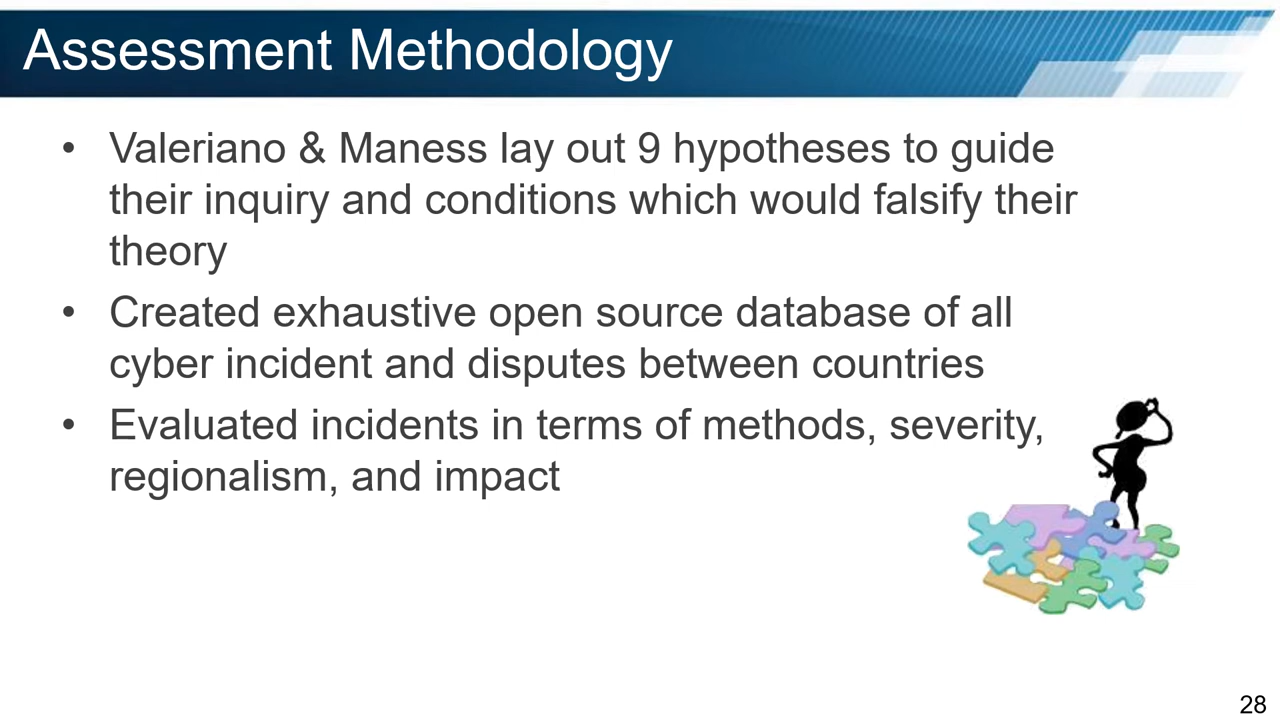 Assessment Methodology
• Valeriano & Maness lay out 9 hypotheses to guide
their inquiry and conditions which would falsify their
theory
• Created exhaustive open source database of all
cyber incident and disputes between countries
• Evaluated incidents in terms of methods, severity,
regionalism, and impact
28